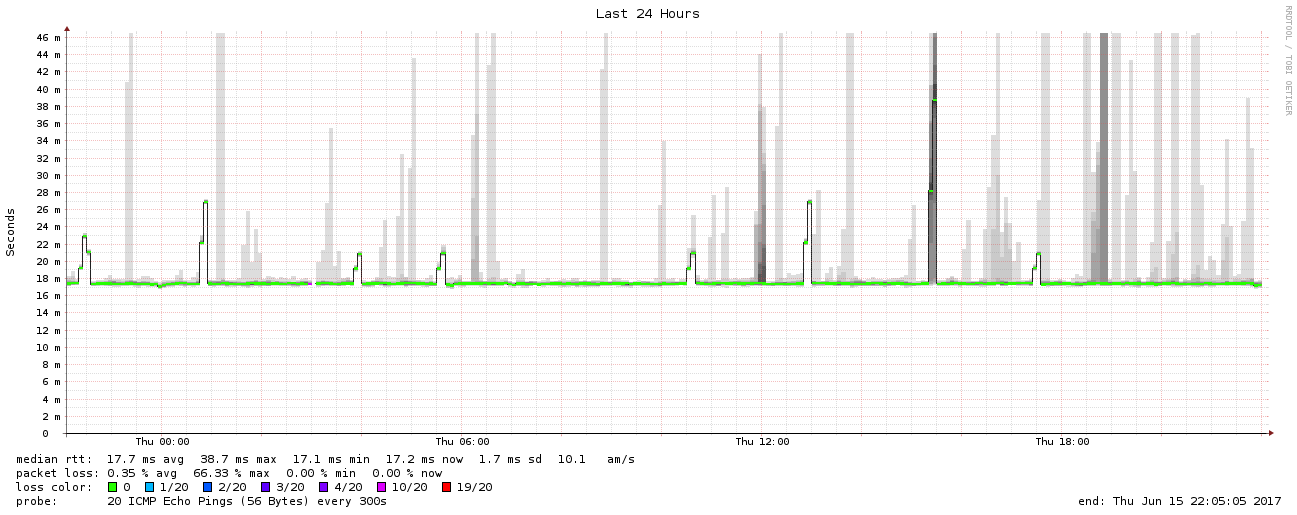 Last 24 Hours
RRDTOOL / TOBI OETIKER
Seconds
46 m
44 m
42 m
40 m
38 m
36 m
34 m
32 m
30 m
28 m
26 m
24 m
22 m
20 m
18 m
16 m
14 m
12 m
10 m
8 m
6 m
4 m
2 m
0
Thu 00:00 Thu 06:00 Thu 12:00 Thu 18:00
median rtt: 17.7 ms avg 38.7 ms max 17.1 ms min 17.2 ms now 1.7 ms sd 10.1 am/s
packet loss: 0.35 % avg 66.33 % max 0.00 % min 0.00 % now
loss color: 0 1/20 2/20 3/20 4/20 10/20 19/20
probe: 20 ICMP Echo Pings (56 Bytes) every 300s end: Thu Jun 15 22:05:05 2017